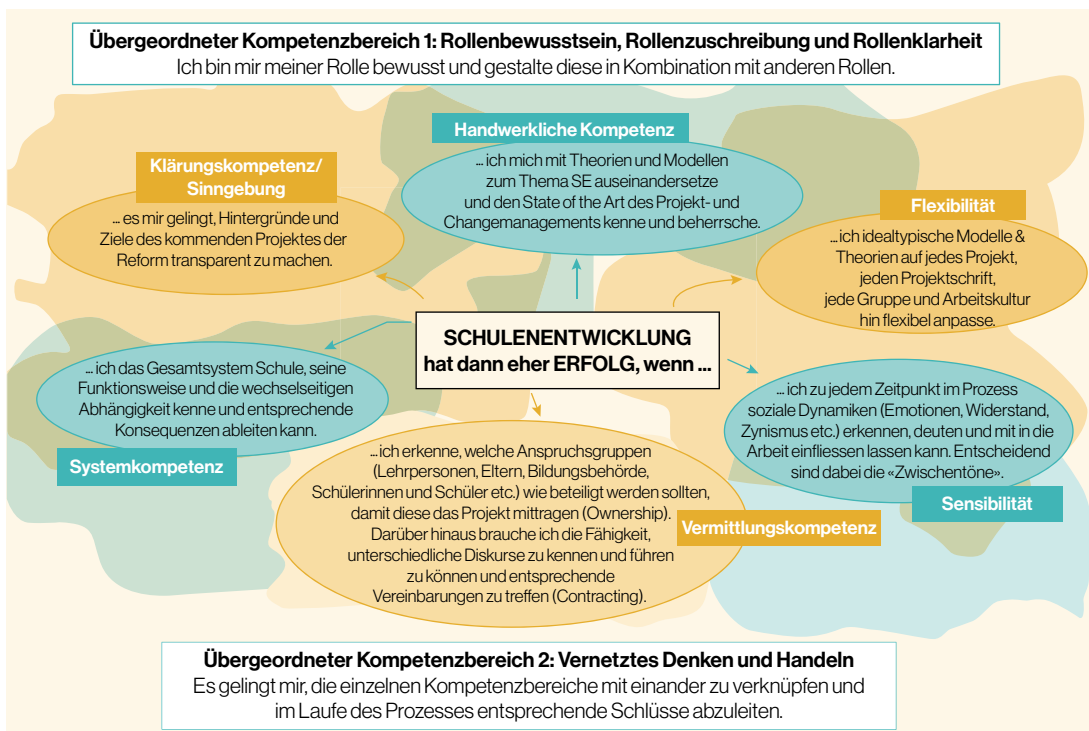 Übergeordneter Kompetenzbereich 1: Rollenbewusstsein, Rollenzuschreibung und Rollenklarheit
Ich bin mir meiner Rolle bewusst und gestalte diese in Kombination mit anderen Rollen.
Handwerkliche Kompetenz
... ich mich mit Theorien und Modellen
zum Thema SE auseinandersetze
und den State of the Art des Projekt- und
Changemanagements kenne und beherrsche.
Klärungskompetenz/
Sinngebung
... es mir gelingt, Hintergründe und
Ziele des kommenden Projektes der
Reform transparent zu machen.
Flexibilität
... ich idealtypische Modelle &
Theorien auf jedes Projekt,
jeden Projektschrift,
jede Gruppe und Arbeitskultur
hin flexibel anpasse.
SCHULENENTWICKLUNG
hat dann eher ERFOLG, wenn ...
... ich das Gesamtsystem Schule, seine
Funktionsweise und die wechselseitigen
Abhängigkeit kenne und entsprechende
Konsequenzen ableiten kann.
Systemkompetenz
... ich zu jedem Zeitpunkt im Prozess
soziale Dynamiken (Emotionen, Widerstand,
Zynismus etc.) erkennen, deuten und mit in die
Arbeit einfliessen lassen kann. Entscheidend
sind dabei die «Zwischentöne».
Sensibilität
... ich erkenne, welche Anspruchsgruppen
(Lehrpersonen, Eltern, Bildungsbehörde,
Schülerinnen und Schüler etc.) wie beteiligt werden sollten,
damit diese das Projekt mittragen (Ownership).
Darüber hinaus brauche ich die Fähigkeit,
unterschiedliche Diskurse zu kennen und führen
zu können und entsprechende
Vereinbarungen zu treffen (Contracting).
Vermittlungskompetenz
Übergeordneter Kompetenzbereich 2: Vernetztes Denken und Handeln
Es gelingt mir, die einzelnen Kompetenzbereiche mit einander zu verknüpfen und
im Laufe des Prozesses entsprechende Schlüsse abzuleiten.